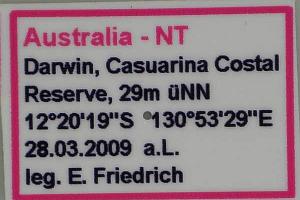 Australia - NT
Darwin, Casuarina Costal
Reserve, 29m üNN
12°20'19"S 130°53'29"E
28.03.2009 a.L.
leg. E. Friedrich